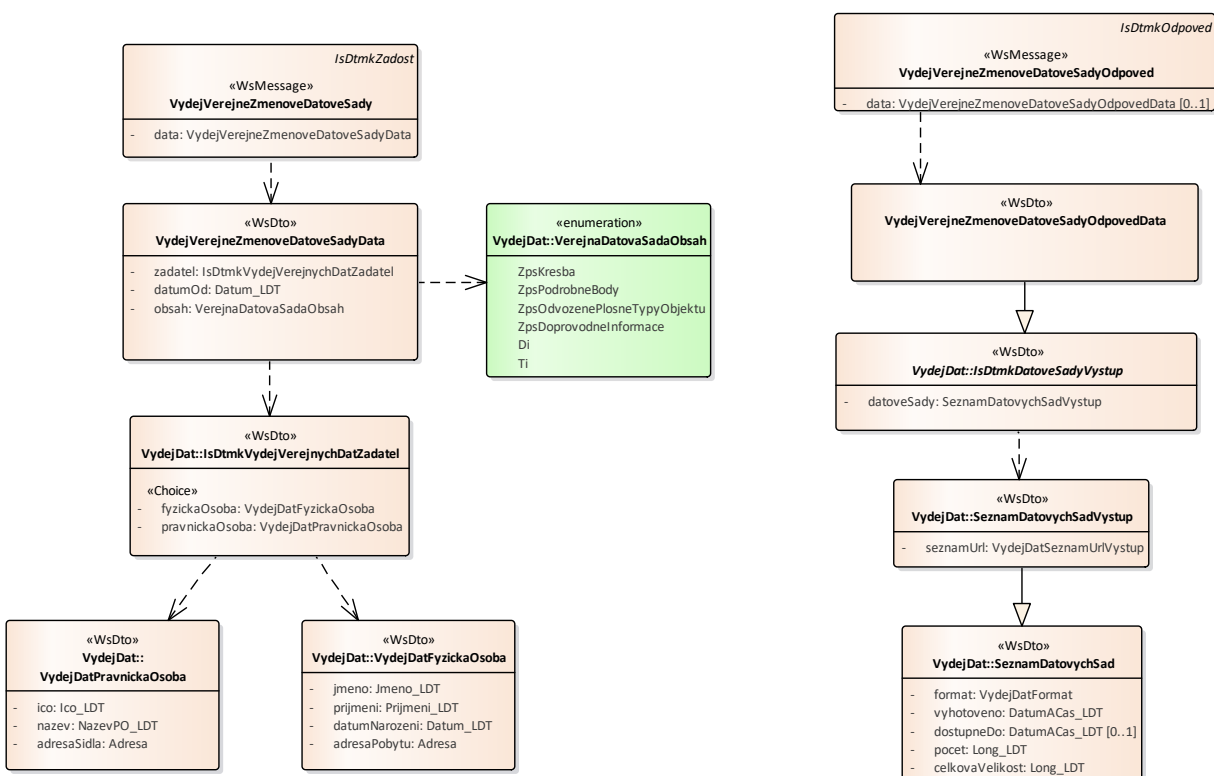 IsDtmkZadost
«WsMessage»
VydejVerejneZmenoveDatoveSady
- data: VydejVerejneZmenoveDatoveSadyData
«WsDto»
VydejVerejneZmenoveDatoveSadyData
- zadatel: IsDtmkVydejVerejnychDatZadatel
- datumOd: Datum_LDT
- obsah: VerejnaDatovaSadaObsah
«enumeration»
VydejDat::VerejnaDatovaSadaObsah
ZpsKresba
ZpsPodrobneBody
ZpsOdvozenePlosneTypyObjektu
ZpsDoprovodneInformace
Di
Ti
«WsDto»
VydejDat::IsDtmkVydejVerejnychDatZadatel
«Choice»
- fyzickaOsoba: VydejDatFyzickaOsoba
- pravnickaOsoba: VydejDatPravnickaOsoba
«WsDto»
VydejDat::
VydejDatPravnickaOsoba
- ico: Ico_LDT
- nazev: NazevPO_LDT
- adresaSidla: Adresa
«WsDto»
VydejDat::VydejDatFyzickaOsoba
- jmeno: Jmeno_LDT
- prijmeni: Prijmeni_LDT
- datumNarozeni: Datum_LDT
- adresaPobytu: Adresa
IsDtmkOdpoved
«WsMessage»
VydejVerejneZmenoveDatoveSadyOdpoved
- data: VydejVerejneZmenoveDatoveSadyOdpovedData [0..1]
«WsDto»
VydejVerejneZmenoveDatoveSadyOdpovedData
«WsDto»
VydejDat::IsDtmkDatoveSadyVystup
- datoveSady: SeznamDatovychSadVystup
«WsDto»
VydejDat::SeznamDatovychSadVystup
- seznamUrl: VydejDatSeznamUrlVystup
«WsDto»
VydejDat::SeznamDatovychSad
- format: VydejDatFormat
- vyhotoveno: DatumACas_LDT
- dostupneDo: DatumACas_LDT [0..1]
- pocet: Long_LDT
- celkovaVelikost: Long_LDT